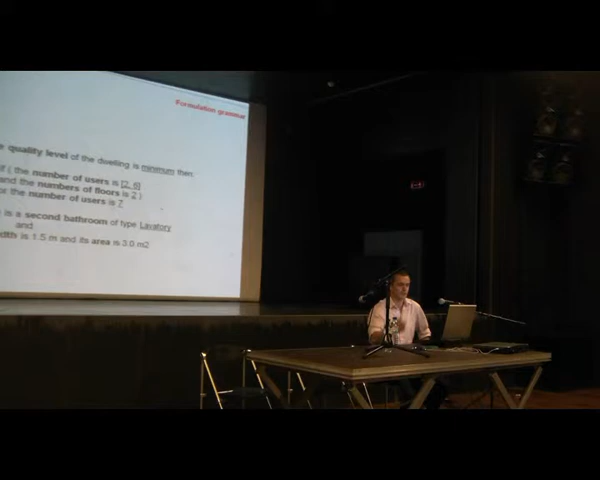 Formulation grammar
quality level of the dwelling is minimum then
if ( the number of users is [2, 6]
and the numbers of floors is 2 )
or the number of users is 7
is a second bathroom of type Lavatory
and
width is 1.5 m and its area is 3.0 m2